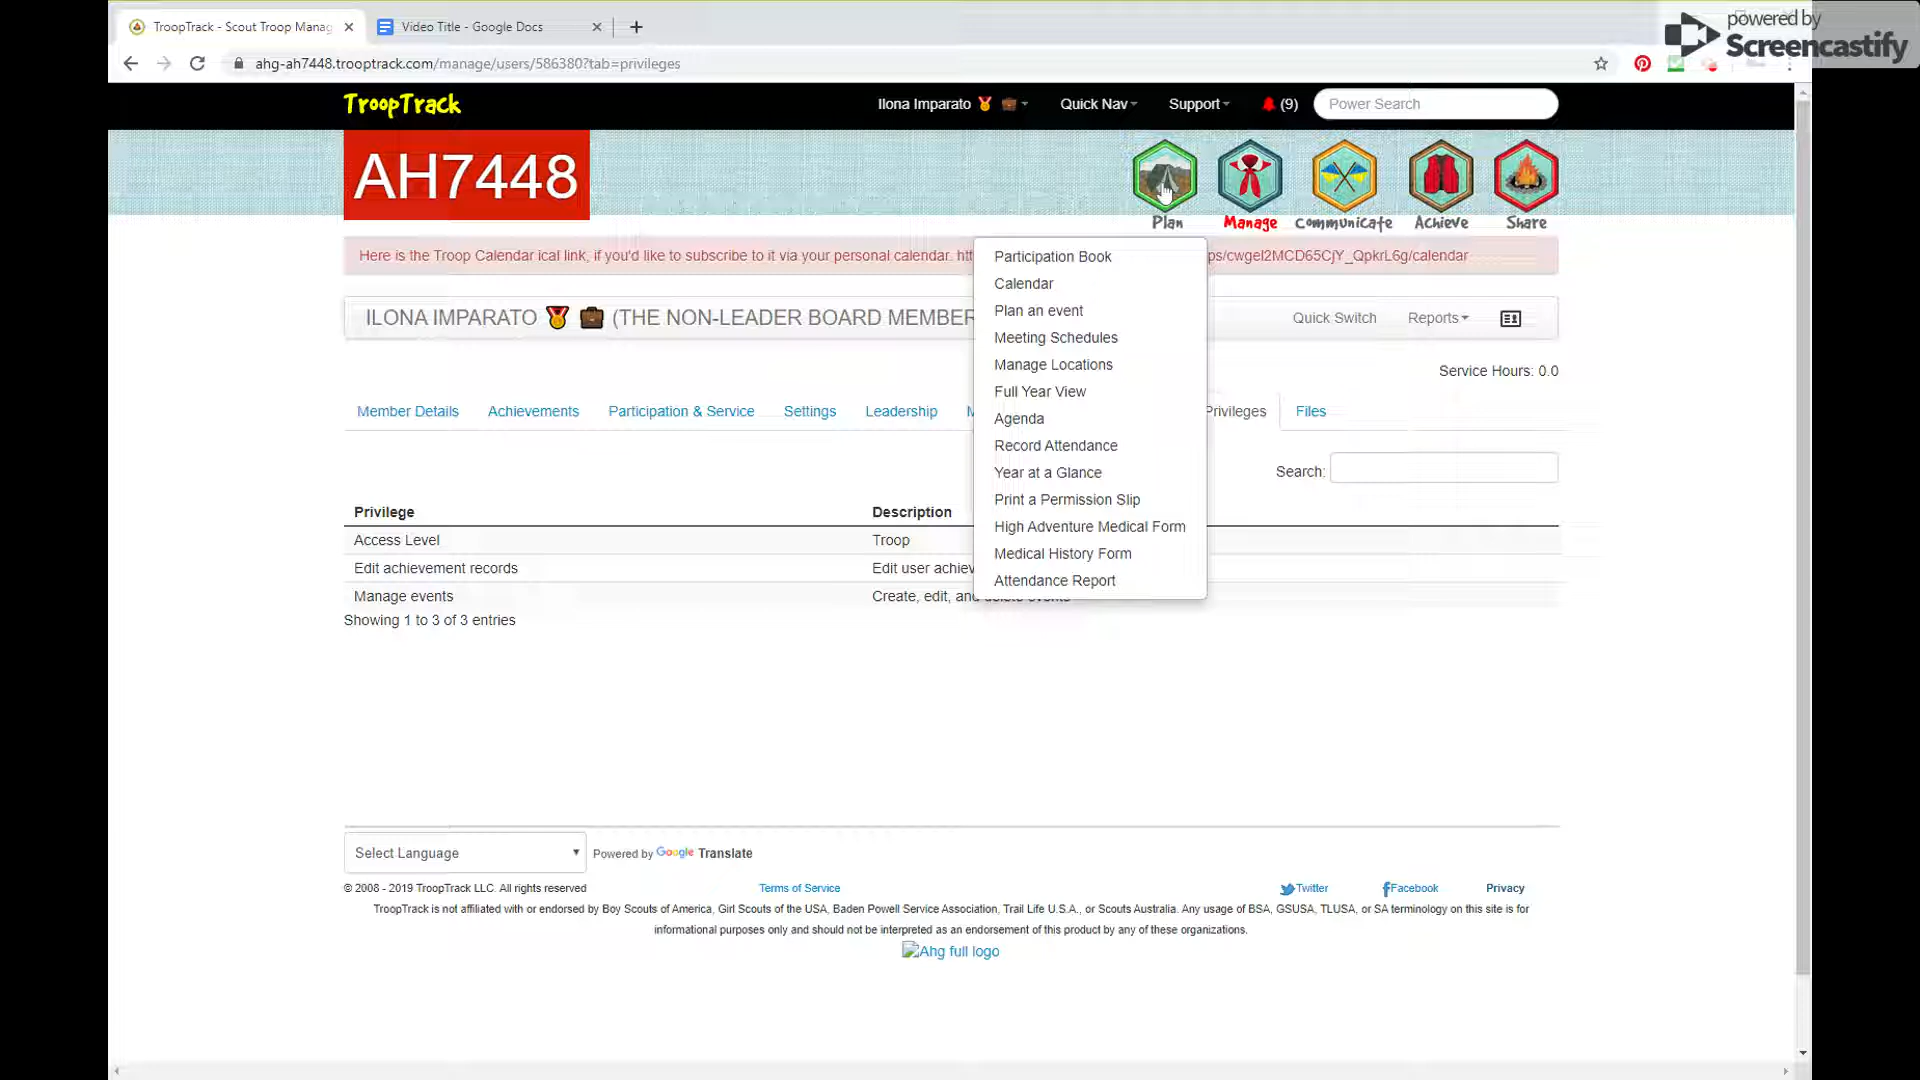 TroopTrack - Scout Troop Manag
Video Title - Google Docs
powered by
Screencastify
ahg-ah7448.trooptrack.com/manage/users/586380?tab=privileges
TroopTrack
Ilona Imparato
Quick Nav
Support
(9)
Power Search
AH7448
Plan
Manage
Communicate
Achieve
Share
Here is the Troop Calendar ical link, if you'd like to subscribe to it via your personal calendar. htt
ps/cwgel2MCD65CjY_QpkrL6g/calendar
Participation Book
Calendar
Plan an event
Meeting Schedules
Manage Locations
Full Year View
Agenda
Record Attendance
Year at a Glance
Print a Permission Slip
High Adventure Medical Form
Medical History Form
Attendance Report
ILONA IMPARATO (THE NON-LEADER BOARD MEMBER
Quick Switch
Reports
Service Hours: 0.0
Member Details
Achievements
Participation & Service
Settings
Leadership
Privileges
Files
Search:
Privilege
Description
Access Level
Troop
Edit achievement records
Edit user achiev
Manage events
Create, edit, and delete events
Showing 1 to 3 of 3 entries
Select Language
Powered by Google Translate
© 2008 - 2019 TroopTrack LLC. All rights reserved
Terms of Service
Twitter
Facebook
Privacy
TroopTrack is not affiliated with or endorsed by Boy Scouts of America, Girl Scouts of the USA, Baden Powell Service Association, Trail Life U.S.A., or Scouts Australia. Any usage of BSA, GSUSA, TLUSA, or SA terminology on this site is for
informational purposes only and should not be interpreted as an endorsement of this product by any of these organizations.
Ahg full logo